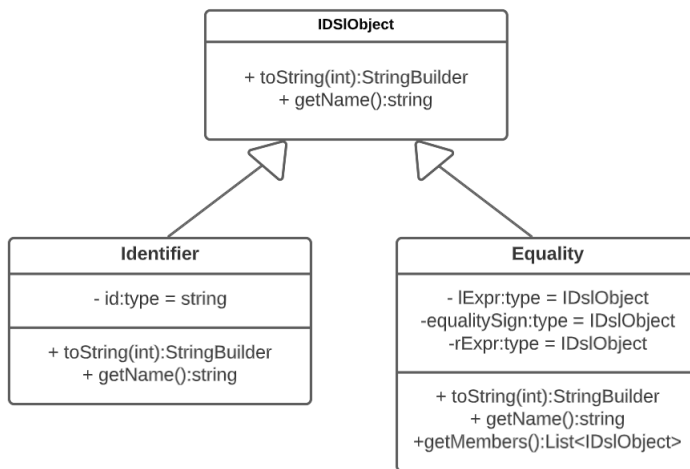 IDSlObject
+ toString(int):StringBuilder
+ getName():string
Identifier
- id:type = string
+ toString(int):StringBuilder
+ getName():string
Equality
- lExpr:type = IDslObject
-equalitySign:type = IDslObject
-rExpr:type = IDslObject
+ toString(int):StringBuilder
+ getName():string
+getMembers():List<IDslObject>